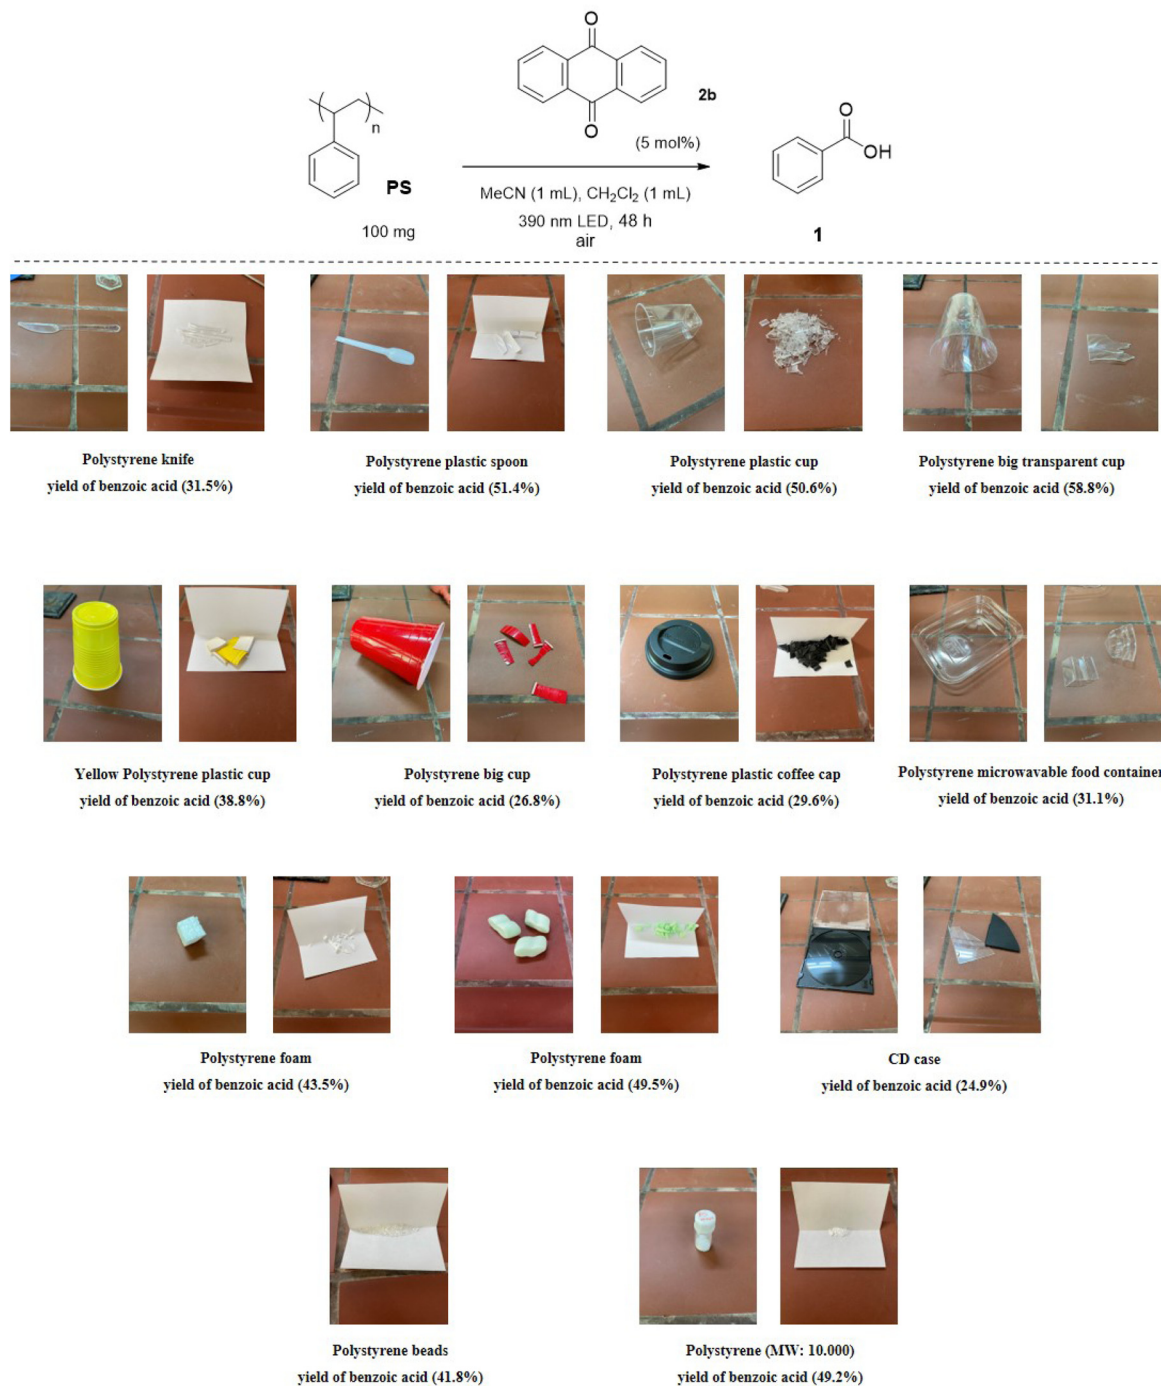 O
O
2b
(5 mol%)
n
PS
100 mg
MeCN (1 mL), CH₂Cl₂ (1 mL)
390 nm LED, 48 h
air
O
OH
1
Polystyrene knife
yield of benzoic acid (31.5%)
Polystyrene plastic spoon
yield of benzoic acid (51.4%)
Polystyrene plastic cup
yield of benzoic acid (50.6%)
Polystyrene big transparent cup
yield of benzoic acid (58.8%)
Yellow Polystyrene plastic cup
yield of benzoic acid (38.8%)
Polystyrene big cup
yield of benzoic acid (26.8%)
Polystyrene plastic coffee cap
yield of benzoic acid (29.6%)
Polystyrene microwavable food container
yield of benzoic acid (31.1%)
Polystyrene foam
yield of benzoic acid (43.5%)
Polystyrene foam
yield of benzoic acid (49.5%)
CD case
yield of benzoic acid (24.9%)
Polystyrene beads
yield of benzoic acid (41.8%)
Polystyrene (MW: 10.000)
yield of benzoic acid (49.2%)